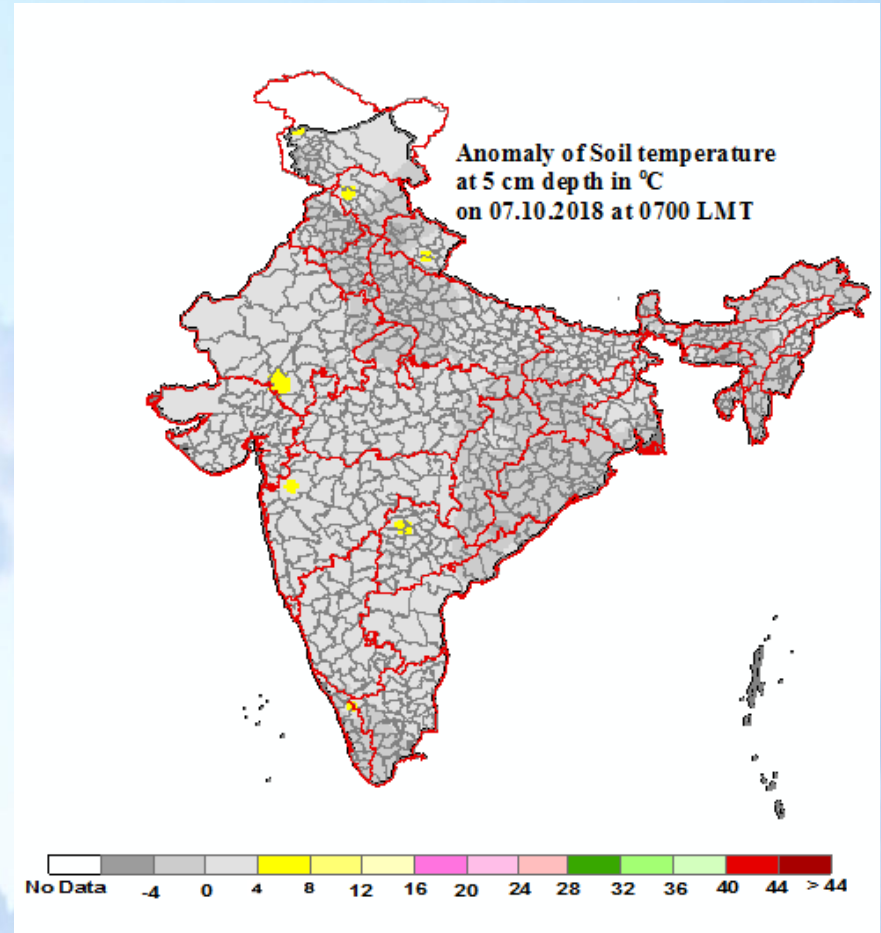 Anomaly of Soil temperature
at 5 cm depth in ⁰C
on 07.10.2018 at 0700 LMT
No Data -4 0 4 8 12 16 20 24 28 32 36 40 44 > 44